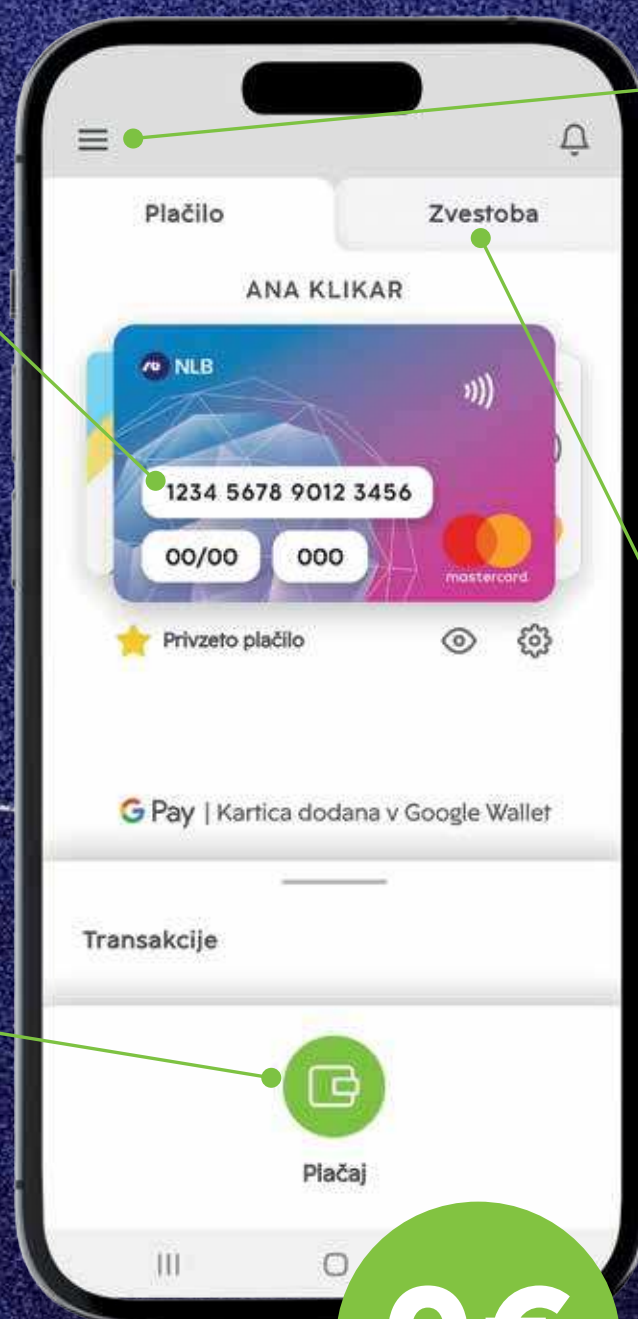 Plačilo Zvestoba
ANA KLIKAR
NLB
1234 5678 9012 3456
00/00 000
mastercard
Privzeto plačilo
G Pay | Kartica dodana v Google Wallet
Transakcije
Plačaj